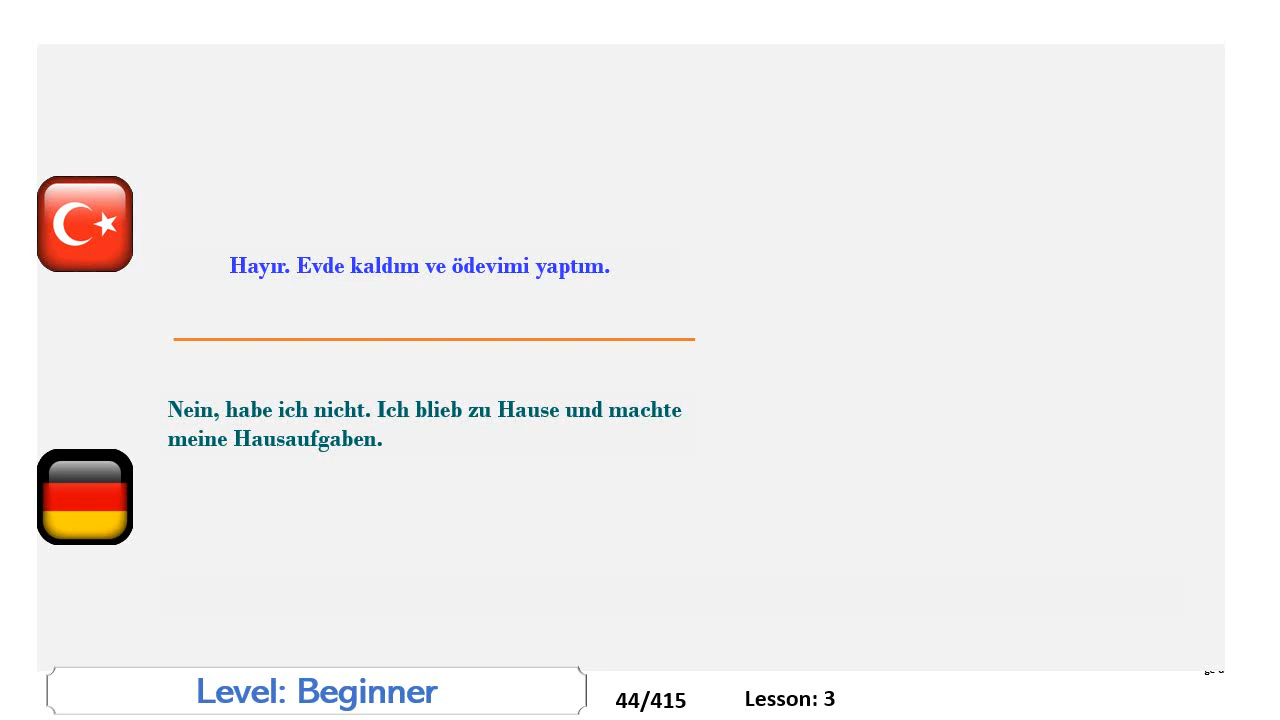 Hayır. Evde kaldım ve ödevimi yaptım.
Nein, habe ich nicht. Ich blieb zu Hause und machte
meine Hausaufgaben.
Level: Beginner
44/415
Lesson: 3